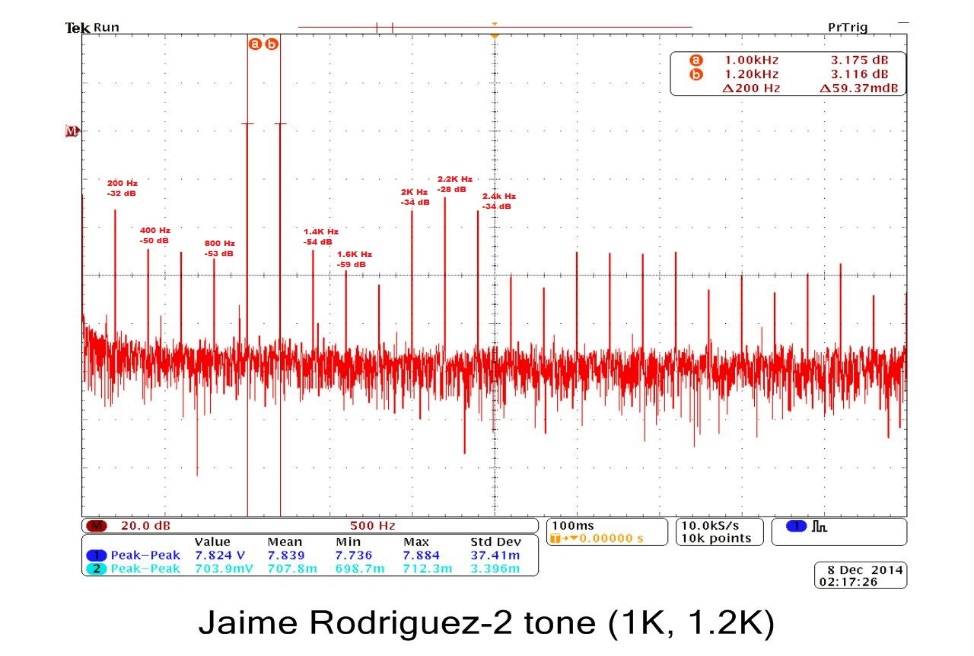 Tek Run
PrTrig
a b
a 1.00kHz 3.175 dB
b 1.20kHz 3.116 dB
Δ200 Hz Δ59.37mdB
M
200 Hz
-32 dB
400 Hz
-50 dB
800 Hz
-53 dB
1.4K Hz
-54 dB
1.6K Hz
-59 dB
2K Hz
-34 dB
2.2K Hz
-28 dB
2.4k Hz
-34 dB
M 20.0 dB 500 Hz
Value Mean Min Max Std Dev
1 Peak-Peak 7.824 V 7.839 7.736 7.884 37.41m
2 Peak-Peak 703.9mV 707.8m 698.7m 712.3m 3.396m
100ms
T→▼0.00000 s
10.0kS/s
10k points
1
8 Dec 2014
02:17:26
Jaime Rodriguez-2 tone (1K, 1.2K)